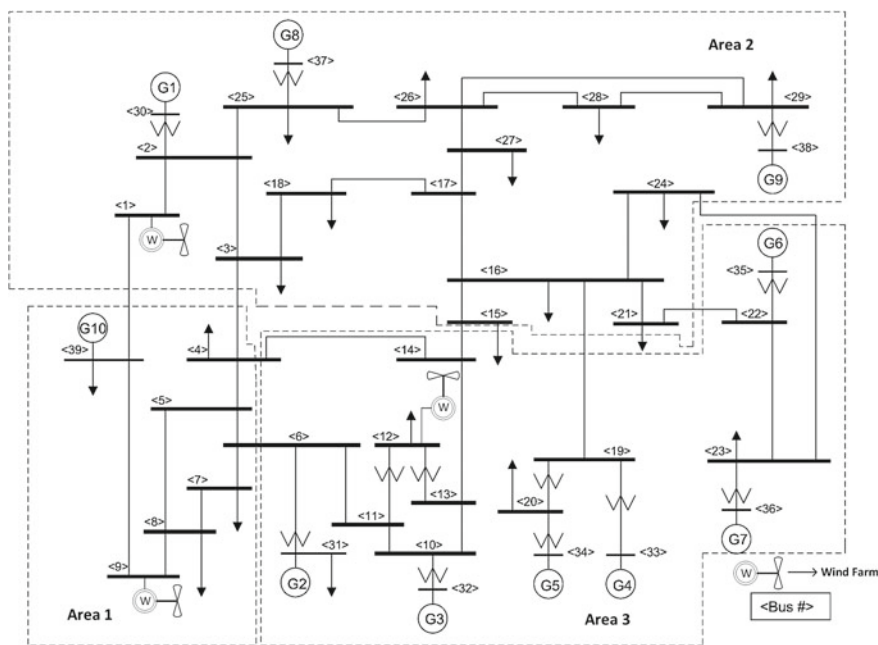 G8
<37>
Area 2
G1
<25>
<26>
<28>
<29>
<30>
<2>
<27>
<38>
<18>
<17>
<24>
G9
<1>
W
<3>
G6
<16>
<35>
G10
<15>
<21>
<22>
<39>
<4>
<14>
<5>
W
<6>
<12>
<19>
<23>
<7>
<13>
<20>
<8>
<11>
<36>
<9>
<31>
<10>
<34>
<33>
G7
W
G2
<32>
G5
G4
W
Wind Farm
Area 1
G3
Area 3
<Bus #>